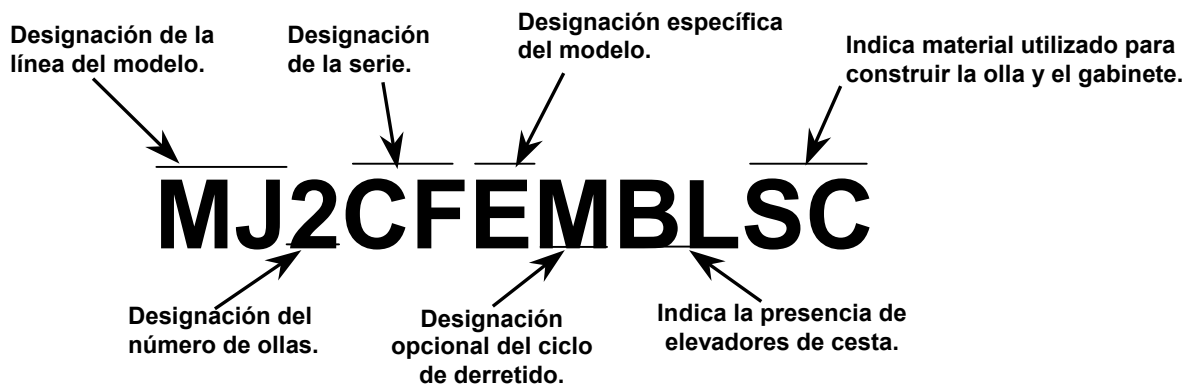 Designación de la
línea del modelo.
Designación
de la serie.
Designación específica
del modelo.
Indica material utilizado para
construir la olla y el gabinete.
MJ2CFEMBLSC
Designación del
número de ollas.
Designación
opcional del ciclo
de derretido.
Indica la presencia de
elevadores de cesta.